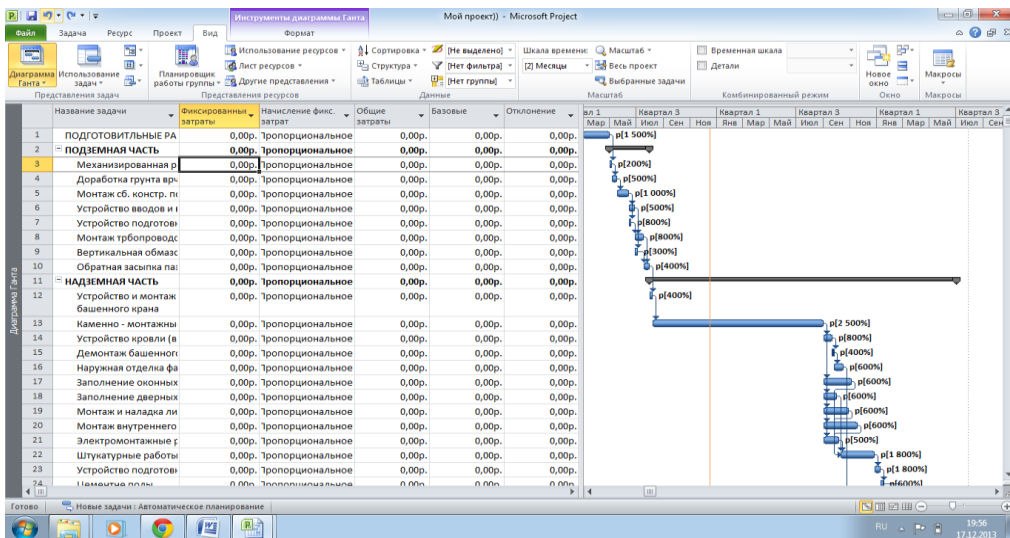 Инструменты диаграммы Ганта
Мой проект)) - Microsoft Project
Файл Задача Ресурс Проект Вид Формат
Диаграмма Ганта
Использование задач
Представления задач
Планировщик работы группы
Использование ресурсов
Лист ресурсов
Другие представления
Представления ресурсов
Сортировка [Не выделено]
Структура [Нет фильтра]
Таблицы [Нет группы]
Данные
Шкала времени:
[2] Месяцы
Масштаб
Весь проект
Выбранные задачи
Масштаб
Временная шкала
Детали
Комбинированный режим
Новое окно
Окно
Макросы
Макросы
Название задачи Фиксированные затраты Начисление фикс. затрат Общие затраты Базовые Отклонение
ал 1 Квартал 3 Квартал 1 Квартал 3 Квартал 1 Квартал 3
Мар Май Июл Сен Ноя Янв Мар Май Июл Сен Ноя Янв Мар Май Июл Сен
1 ПОДГОТОВИТЛЬНЫЕ РА 0,00р. Пропорциональное 0,00р. 0,00р. 0,00р. р[1 500%]
2 ПОДЗЕМНАЯ ЧАСТЬ 0,00р. Пропорциональное 0,00р. 0,00р. 0,00р.
3 Механизированная р 0,00р. Пропорциональное 0,00р. 0,00р. 0,00р. р[200%]
4 Доработка грунта врч 0,00р. Пропорциональное 0,00р. 0,00р. 0,00р. р[500%]
5 Монтаж сб. констр. по 0,00р. Пропорциональное 0,00р. 0,00р. 0,00р. р[1 000%]
6 Устройство вводов и 0,00р. Пропорциональное 0,00р. 0,00р. 0,00р. р[500%]
7 Устройство подготовн 0,00р. Пропорциональное 0,00р. 0,00р. 0,00р. р[800%]
8 Монтаж трбопроводо 0,00р. Пропорциональное 0,00р. 0,00р. 0,00р. р[800%]
9 Вертикальная обмазо 0,00р. Пропорциональное 0,00р. 0,00р. 0,00р. р[300%]
10 Обратная засыпка паз 0,00р. Пропорциональное 0,00р. 0,00р. 0,00р. р[400%]
11 НАДЗЕМНАЯ ЧАСТЬ 0,00р. Пропорциональное 0,00р. 0,00р. 0,00р.
12 Устройство и монтаж башенного крана 0,00р. Пропорциональное 0,00р. 0,00р. 0,00р. р[400%]
13 Каменно - монтажны 0,00р. Пропорциональное 0,00р. 0,00р. 0,00р. р[2 500%]
14 Устройство кровли (в 0,00р. Пропорциональное 0,00р. 0,00р. 0,00р. р[800%]
15 Демонтаж башенного 0,00р. Пропорциональное 0,00р. 0,00р. 0,00р. р[400%]
16 Наружная отделка фа 0,00р. Пропорциональное 0,00р. 0,00р. 0,00р. р[600%]
17 Заполнение оконных 0,00р. Пропорциональное 0,00р. 0,00р. 0,00р. р[600%]
18 Заполнение дверных 0,00р. Пропорциональное 0,00р. 0,00р. 0,00р. р[600%]
19 Монтаж и наладка ли 0,00р. Пропорциональное 0,00р. 0,00р. 0,00р. р[600%]
20 Монтаж внутреннего 0,00р. Пропорциональное 0,00р. 0,00р. 0,00р. р[600%]
21 Электромонтажные р 0,00р. Пропорциональное 0,00р. 0,00р. 0,00р. р[500%]
22 Штукатурные работы 0,00р. Пропорциональное 0,00р. 0,00р. 0,00р. р[1 800%]
23 Устройство подготовн 0,00р. Пропорциональное 0,00р. 0,00р. 0,00р. р[1 800%]
24 Цементные полы 0,00р. Пропорциональное 0,00р. 0,00р. 0,00р. р[600%]
Диаграмма Ганта
Готово Новые задачи : Автоматическое планирование
RU 19:56
17.12.2013